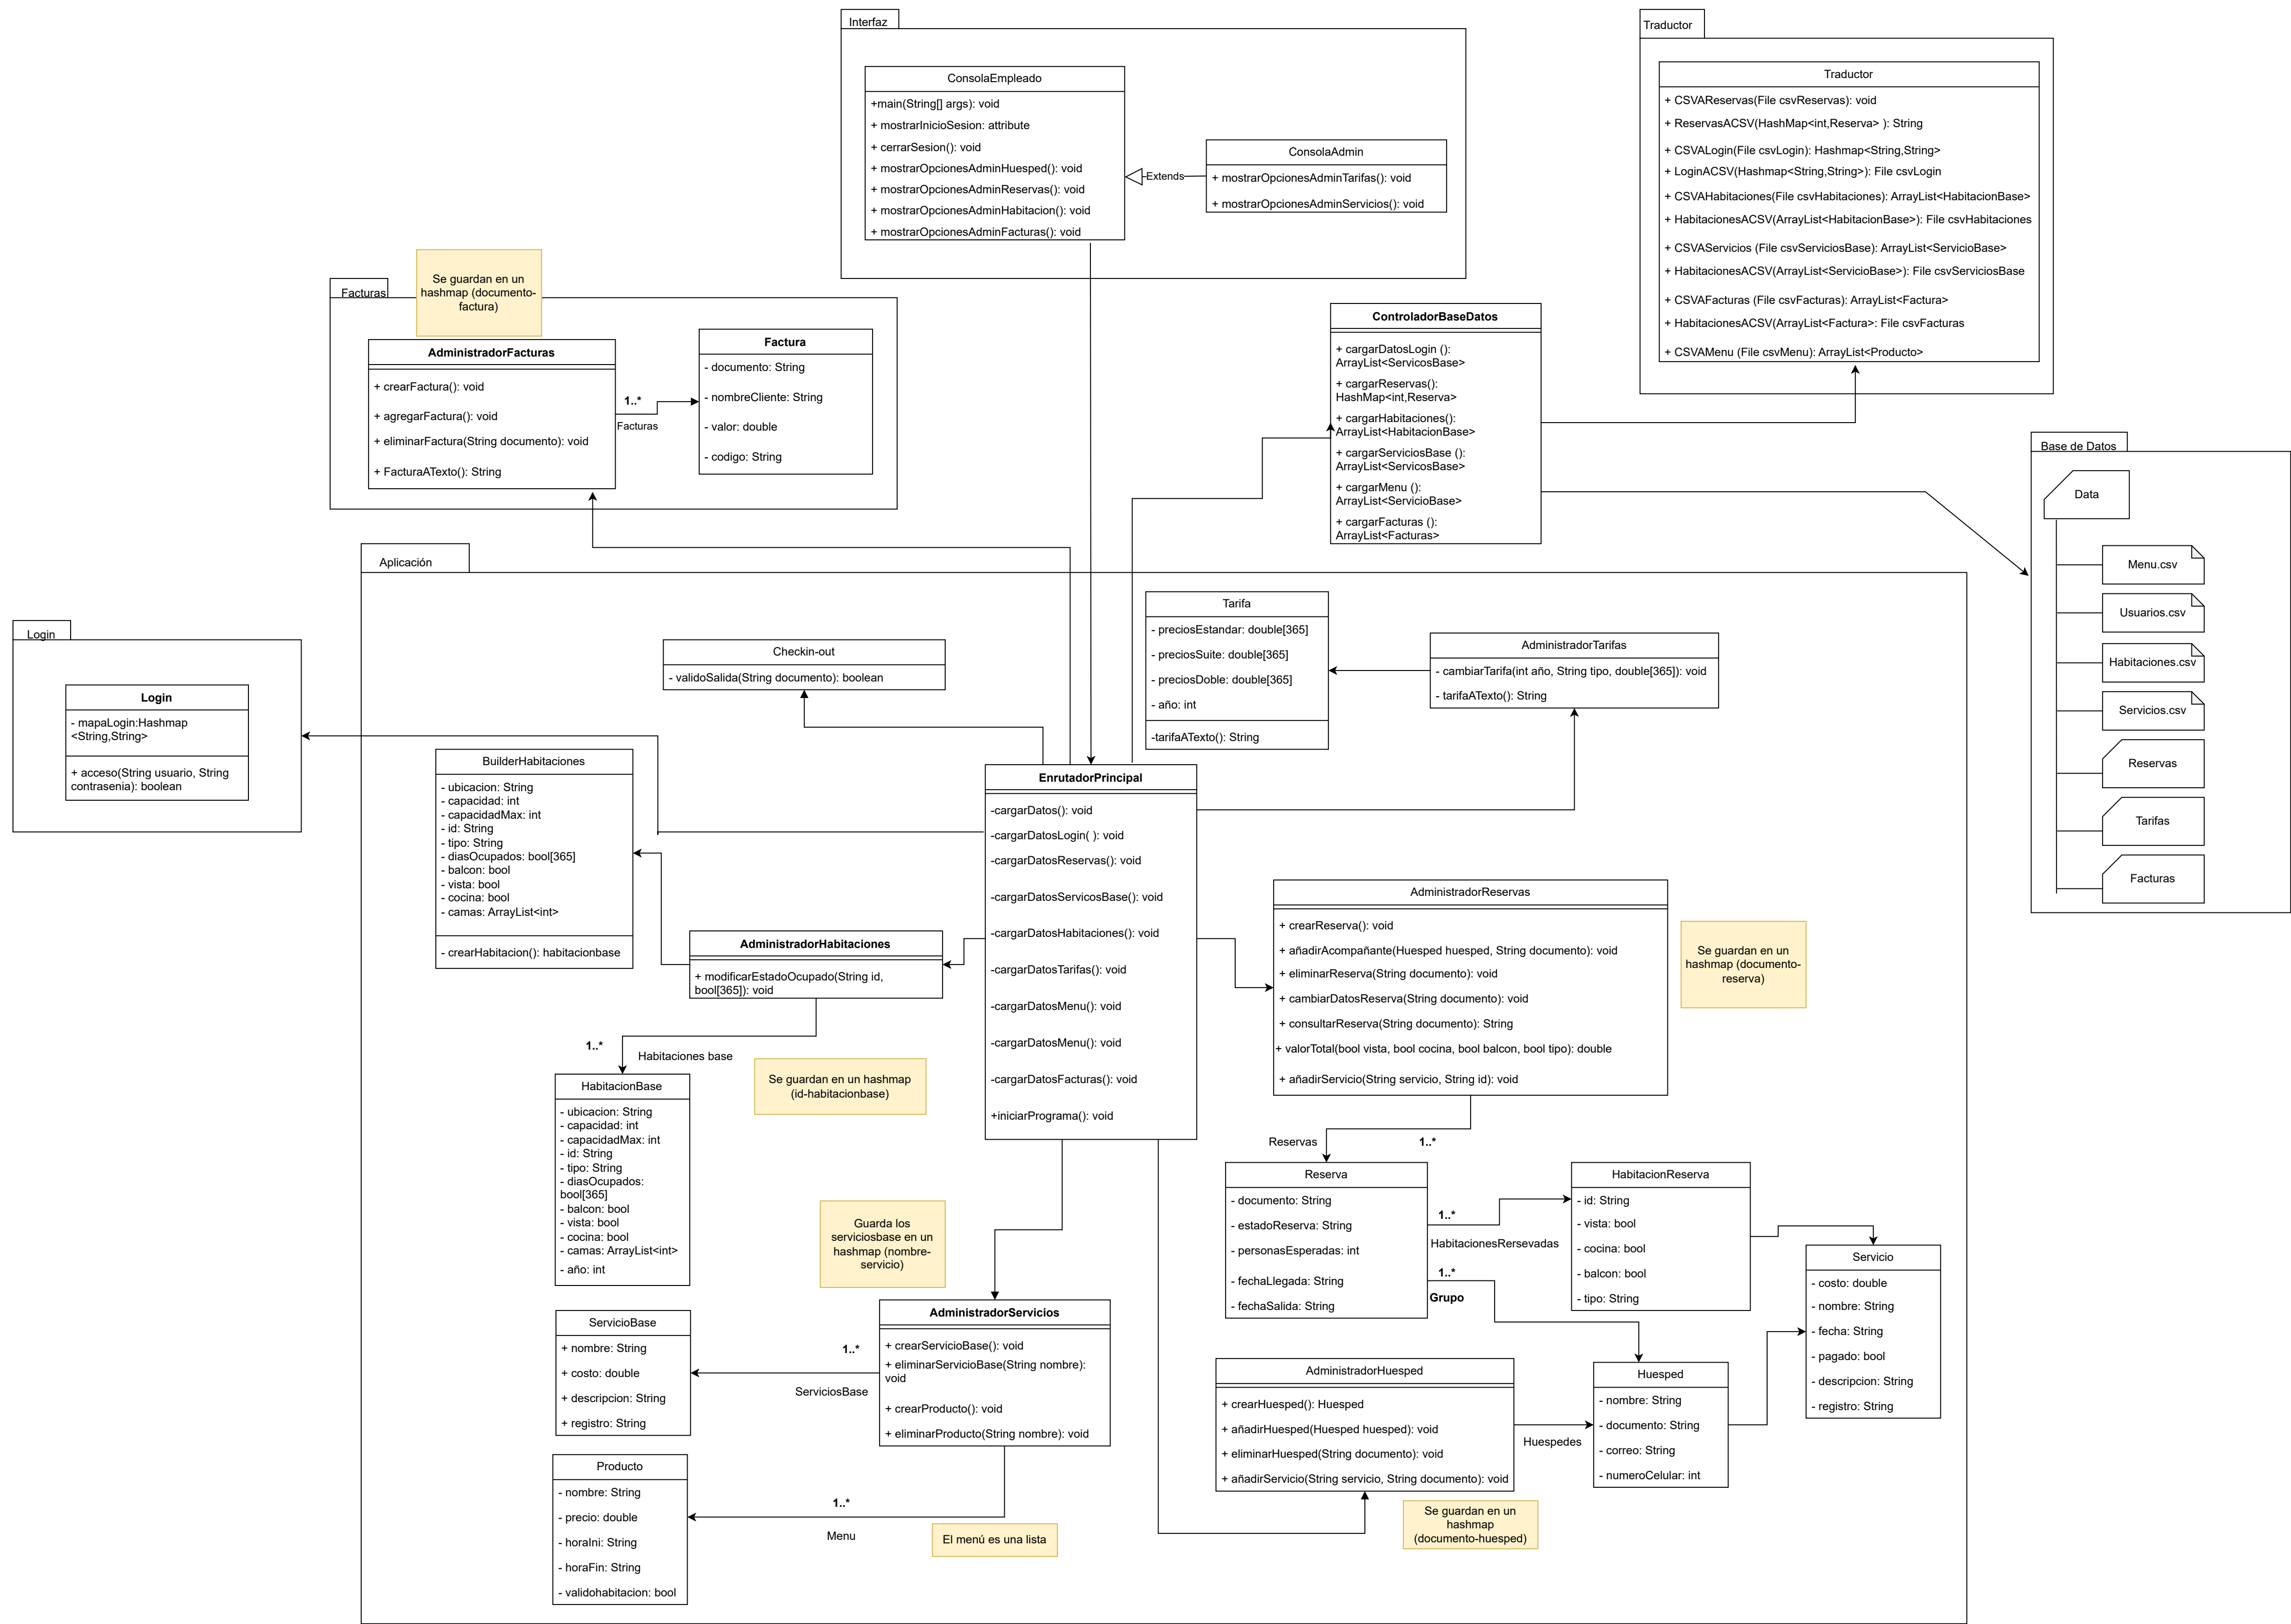 Interfaz
ConsolaEmpleado
+main(String[] args): void
+ mostrarInicioSesion: attribute
+ cerrarSesion(): void
+ mostrarOpcionesAdminHuesped(): void
+ mostrarOpcionesAdminReservas(): void
+ mostrarOpcionesAdminHabitacion(): void
+ mostrarOpcionesAdminFacturas(): void
Extends
ConsolaAdmin
+ mostrarOpcionesAdminTarifas(): void
+ mostrarOpcionesAdminServicios(): void
Traductor
Traductor
+ CSVAReservas(File csvReservas): void
+ ReservasACSV(HashMap<int,Reserva> ): String
+ CSVALogin(File csvLogin): Hashmap<String,String>
+ LoginACSV(Hashmap<String,String>): File csvLogin
+ CSVAHabitaciones(File csvHabitaciones): ArrayList<HabitacionBase>
+ HabitacionesACSV(ArrayList<HabitacionBase>): File csvHabitaciones
+ CSVAServicios (File csvServiciosBase): ArrayList<ServicioBase>
+ HabitacionesACSV(ArrayList<ServicioBase>): File csvServiciosBase
+ CSVAFacturas (File csvFacturas): ArrayList<Factura>
+ HabitacionesACSV(ArrayList<Factura>: File csvFacturas
+ CSVAMenu (File csvMenu): ArrayList<Producto>
Facturas
Se guardan en un
hashmap (documento-
factura)
AdministradorFacturas
+ crearFactura(): void
+ agregarFactura(): void
+ eliminarFactura(String documento): void
+ FacturaATexto(): String
1..*
Facturas
Factura
- documento: String
- nombreCliente: String
- valor: double
- codigo: String
ControladorBaseDatos
+ cargarDatosLogin ():
ArrayList<ServicosBase>
+ cargarReservas():
HashMap<int,Reserva>
+ cargarHabitaciones():
ArrayList<HabitacionBase>
+ cargarServiciosBase ():
ArrayList<ServicosBase>
+ cargarMenu ():
ArrayList<ServicioBase>
+ cargarFacturas ():
ArrayList<Facturas>
Base de Datos
Data
Menu.csv
Usuarios.csv
Habitaciones.csv
Servicios.csv
Reservas
Tarifas
Facturas
Aplicación
Login
Login
- mapaLogin:Hashmap
<String,String>
+ acceso(String usuario, String
contrasenia): boolean
Checkin-out
- validoSalida(String documento): boolean
Tarifa
- preciosEstandar: double[365]
- preciosSuite: double[365]
- preciosDoble: double[365]
- año: int
-tarifaATexto(): String
AdministradorTarifas
- cambiarTarifa(int año, String tipo, double[365]): void
- tarifaATexto(): String
BuilderHabitaciones
- ubicacion: String
- capacidad: int
- capacidadMax: int
- id: String
- tipo: String
- diasOcupados: bool[365]
- balcon: bool
- vista: bool
- cocina: bool
- camas: ArrayList<int>
- crearHabitacion(): habitacionbase
EnrutadorPrincipal
-cargarDatos(): void
-cargarDatosLogin( ): void
-cargarDatosReservas(): void
-cargarDatosServicosBase(): void
-cargarDatosHabitaciones(): void
-cargarDatosTarifas(): void
-cargarDatosMenu(): void
-cargarDatosMenu(): void
-cargarDatosFacturas(): void
+iniciarPrograma(): void
AdministradorHabitaciones
+ modificarEstadoOcupado(String id,
bool[365]): void
1..*
Habitaciones base
Se guardan en un hashmap
(id-habitacionbase)
HabitacionBase
- ubicacion: String
- capacidad: int
- capacidadMax: int
- id: String
- tipo: String
- diasOcupados:
bool[365]
- balcon: bool
- vista: bool
- cocina: bool
- camas: ArrayList<int>
- año: int
AdministradorReservas
+ crearReserva(): void
+ añadirAcompañante(Huesped huesped, String documento): void
+ eliminarReserva(String documento): void
+ cambiarDatosReserva(String documento): void
+ consultarReserva(String documento): String
+ valorTotal(bool vista, bool cocina, bool balcon, bool tipo): double
+ añadirServicio(String servicio, String id): void
Se guardan en un
hashmap (documento-
reserva)
Reservas
1..*
Reserva
- documento: String
- estadoReserva: String
- personasEsperadas: int
- fechaLlegada: String
- fechaSalida: String
1..*
HabitacionesRersevadas
1..*
Grupo
HabitacionReserva
- id: String
- vista: bool
- cocina: bool
- balcon: bool
- tipo: String
Servicio
- costo: double
- nombre: String
- fecha: String
- pagado: bool
- descripcion: String
- registro: String
Guarda los
serviciosbase en un
hashmap (nombre-
servicio)
AdministradorServicios
+ crearServicioBase(): void
+ eliminarServicioBase(String nombre):
void
+ crearProducto(): void
+ eliminarProducto(String nombre): void
1..*
ServiciosBase
ServicioBase
+ nombre: String
+ costo: double
+ descripcion: String
+ registro: String
Producto
- nombre: String
- precio: double
- horaIni: String
- horaFin: String
- validohabitacion: bool
1..*
Menu
El menú es una lista
AdministradorHuesped
+ crearHuesped(): Huesped
+ añadirHuesped(Huesped huesped): void
+ eliminarHuesped(String documento): void
+ añadirServicio(String servicio, String documento): void
Huespedes
Huesped
- nombre: String
- documento: String
- correo: String
- numeroCelular: int
Se guardan en un
hashmap
(documento-huesped)